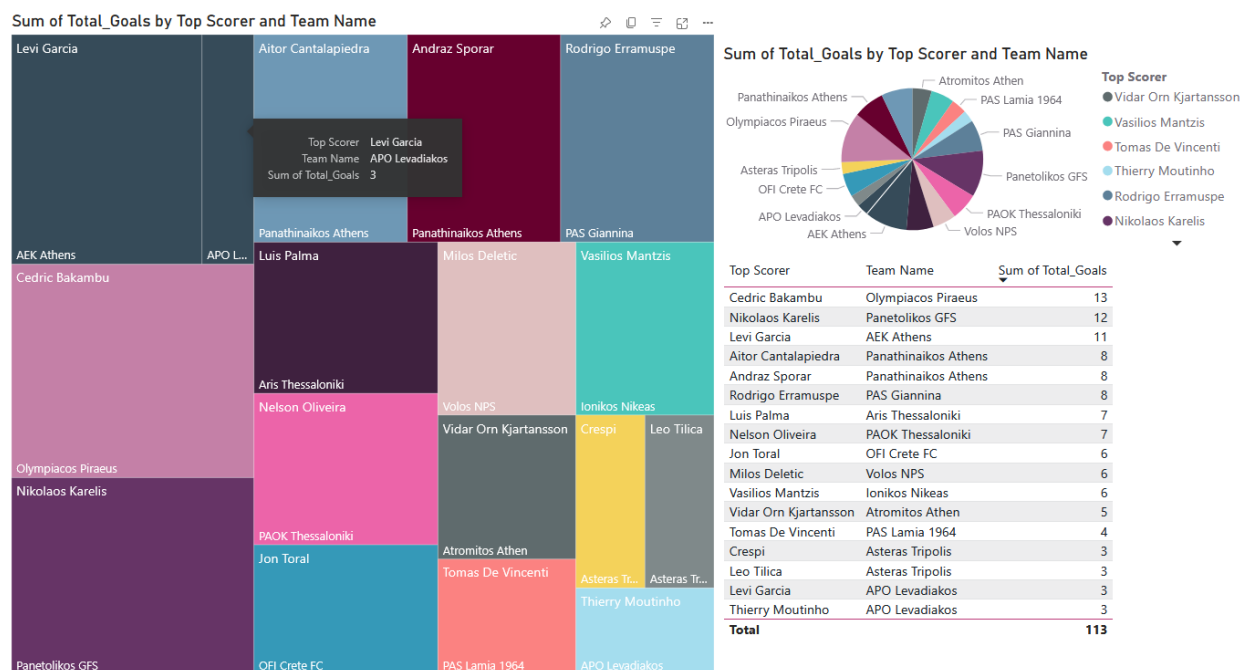 Sum of Total_Goals by Top Scorer and Team Name
Levi Garcia
AEK Athens
APO L...
Aitor Cantalapiedra
Panathinaikos Athens
Andraz Sporar
Panathinaikos Athens
Rodrigo Erramuspe
PAS Giannina
Top Scorer Levi Garcia
Team Name APO Levadiakos
Sum of Total_Goals 3
Cedric Bakambu
Olympiacos Piraeus
Nikolaos Karelis
Panetolikos GFS
Luis Palma
Aris Thessaloniki
Nelson Oliveira
PAOK Thessaloniki
Jon Toral
OFI Crete FC
Milos Deletic
Volos NPS
Vasilios Mantzis
Ionikos Nikeas
Vidar Orn Kjartansson
Atromitos Athen
Tomas De Vincenti
PAS Lamia 1964
Crespi
Asteras Tr...
Leo Tilica
Asteras Tr...
Thierry Moutinho
APO Levadiakos
Sum of Total_Goals by Top Scorer and Team Name
Atromitos Athen
PAS Lamia 1964
PAS Giannina
Panetolikos GFS
PAOK Thessaloniki
Volos NPS
AEK Athens
APO Levadiakos
OFI Crete FC
Asteras Tripolis
Olympiacos Piraeus
Panathinaikos Athens
Top Scorer
Vidar Orn Kjartansson
Vasilios Mantzis
Tomas De Vincenti
Thierry Moutinho
Rodrigo Erramuspe
Nikolaos Karelis
Top Scorer Team Name Sum of Total_Goals
Cedric Bakambu Olympiacos Piraeus 13
Nikolaos Karelis Panetolikos GFS 12
Levi Garcia AEK Athens 11
Aitor Cantalapiedra Panathinaikos Athens 8
Andraz Sporar Panathinaikos Athens 8
Rodrigo Erramuspe PAS Giannina 8
Luis Palma Aris Thessaloniki 7
Nelson Oliveira PAOK Thessaloniki 7
Jon Toral OFI Crete FC 6
Milos Deletic Volos NPS 6
Vasilios Mantzis Ionikos Nikeas 6
Vidar Orn Kjartansson Atromitos Athen 5
Tomas De Vincenti PAS Lamia 1964 4
Crespi Asteras Tripolis 3
Leo Tilica Asteras Tripolis 3
Levi Garcia APO Levadiakos 3
Thierry Moutinho APO Levadiakos 3
Total 113